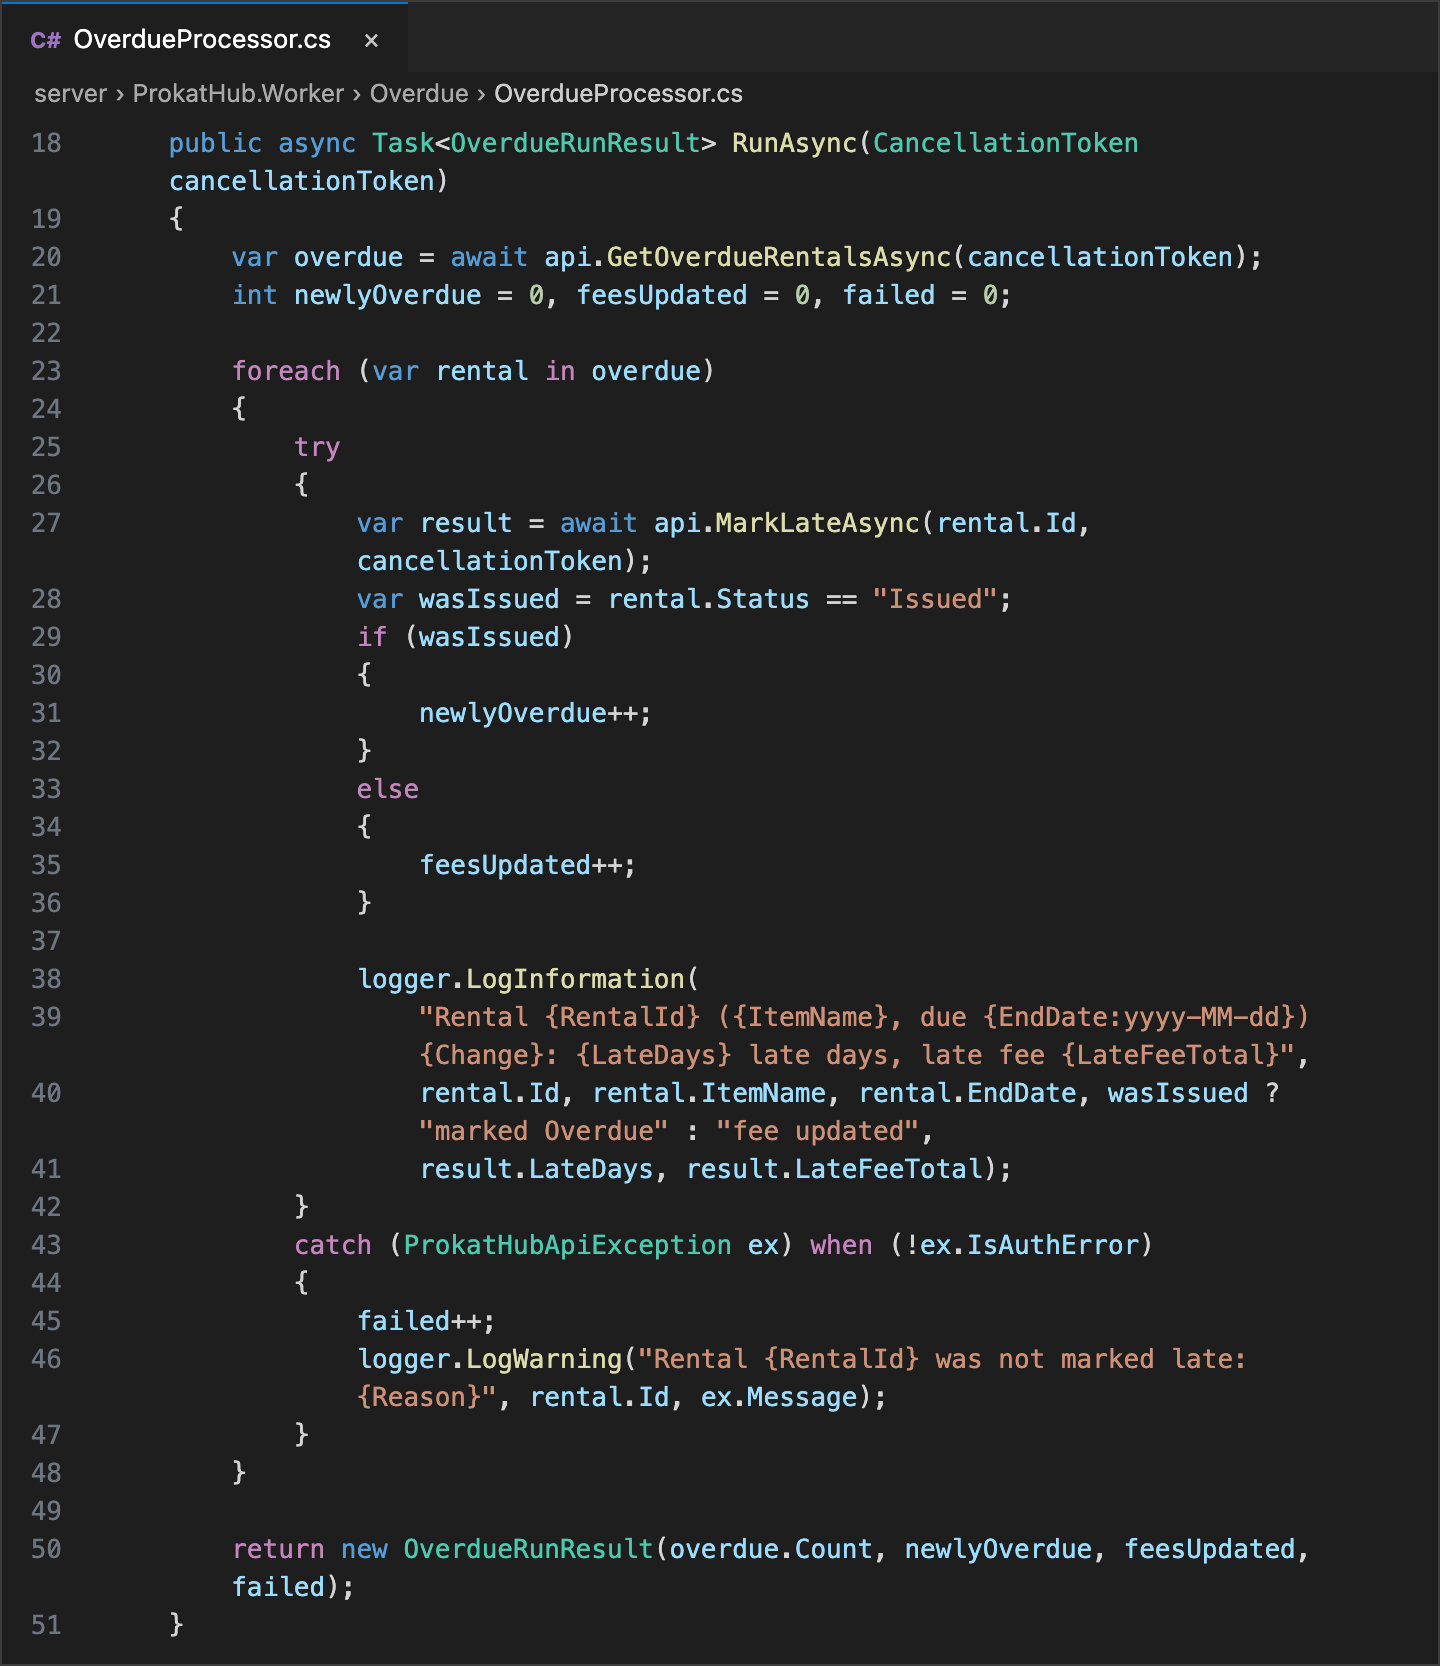 C# OverdueProcessor.cs ×
server › ProkatHub.Worker › Overdue › OverdueProcessor.cs
18 public async Task<OverdueRunResult> RunAsync(CancellationToken
cancellationToken)
19 {
20 var overdue = await api.GetOverdueRentalsAsync(cancellationToken);
21 int newlyOverdue = 0, feesUpdated = 0, failed = 0;
22
23 foreach (var rental in overdue)
24 {
25 try
26 {
27 var result = await api.MarkLateAsync(rental.Id,
cancellationToken);
28 var wasIssued = rental.Status == "Issued";
29 if (wasIssued)
30 {
31 newlyOverdue++;
32 }
33 else
34 {
35 feesUpdated++;
36 }
37
38 logger.LogInformation(
39 "Rental {RentalId} ({ItemName}, due {EndDate:yyyy-MM-dd})
{Change}: {LateDays} late days, late fee {LateFeeTotal}",
40 rental.Id, rental.ItemName, rental.EndDate, wasIssued ?
"marked Overdue" : "fee updated",
41 result.LateDays, result.LateFeeTotal);
42 }
43 catch (ProkatHubApiException ex) when (!ex.IsAuthError)
44 {
45 failed++;
46 logger.LogWarning("Rental {RentalId} was not marked late:
{Reason}", rental.Id, ex.Message);
47 }
48 }
49
50 return new OverdueRunResult(overdue.Count, newlyOverdue, feesUpdated,
failed);
51 }